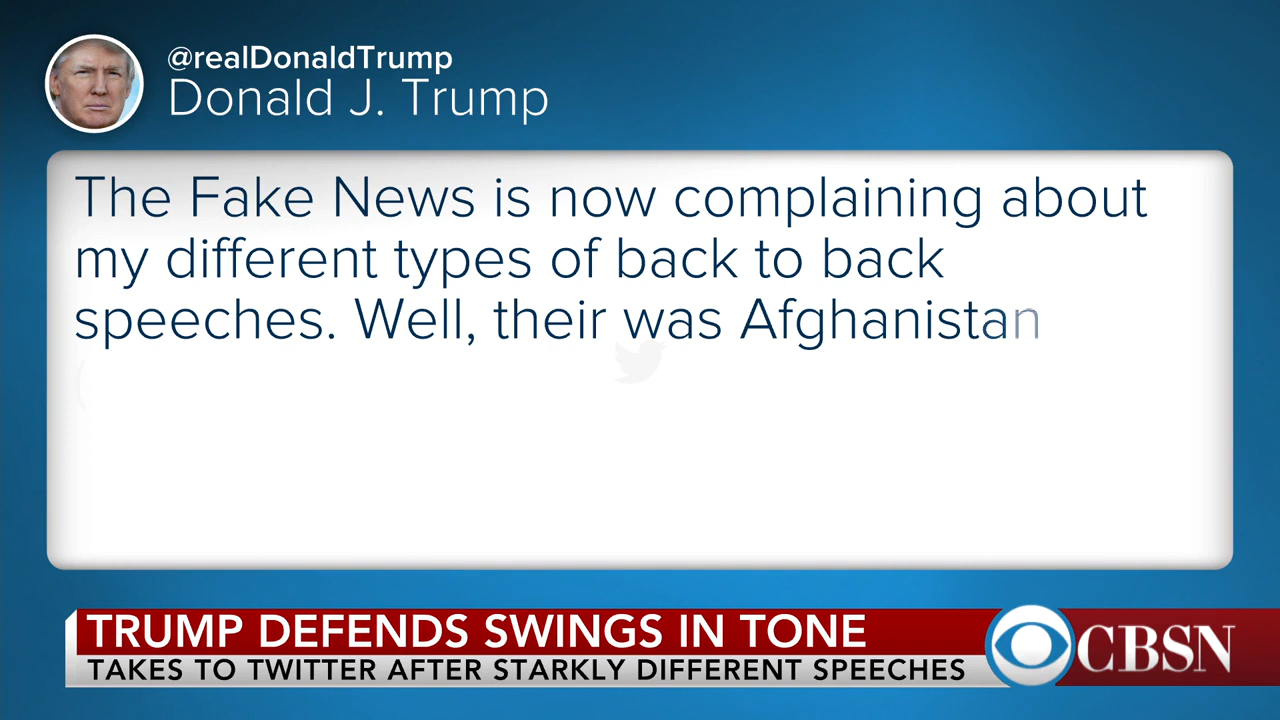 @realDonaldTrump
Donald J. Trump
The Fake News is now complaining about
my different types of back to back
speeches. Well, their was Afghanistan
(
TRUMP DEFENDS SWINGS IN TONE
TAKES TO TWITTER AFTER STARKLY DIFFERENT SPEECHES
CBSN